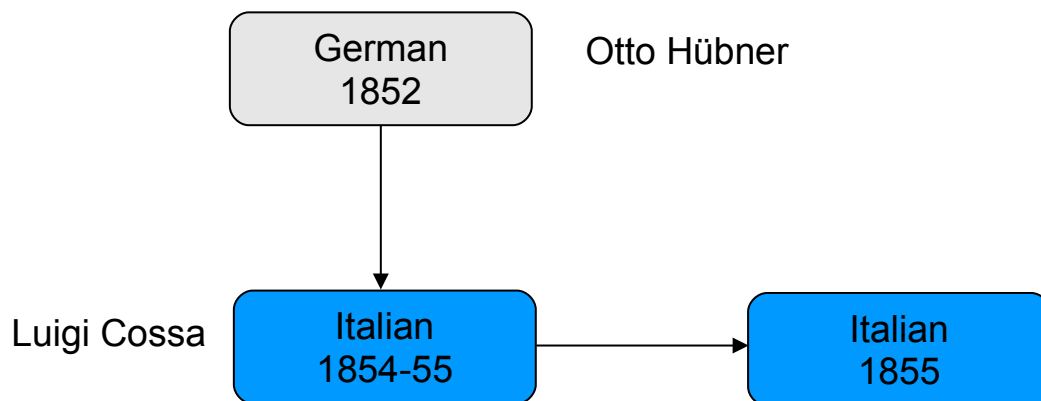 German
1852
Otto Hübner
Luigi Cossa
Italian
1854-55
Italian
1855